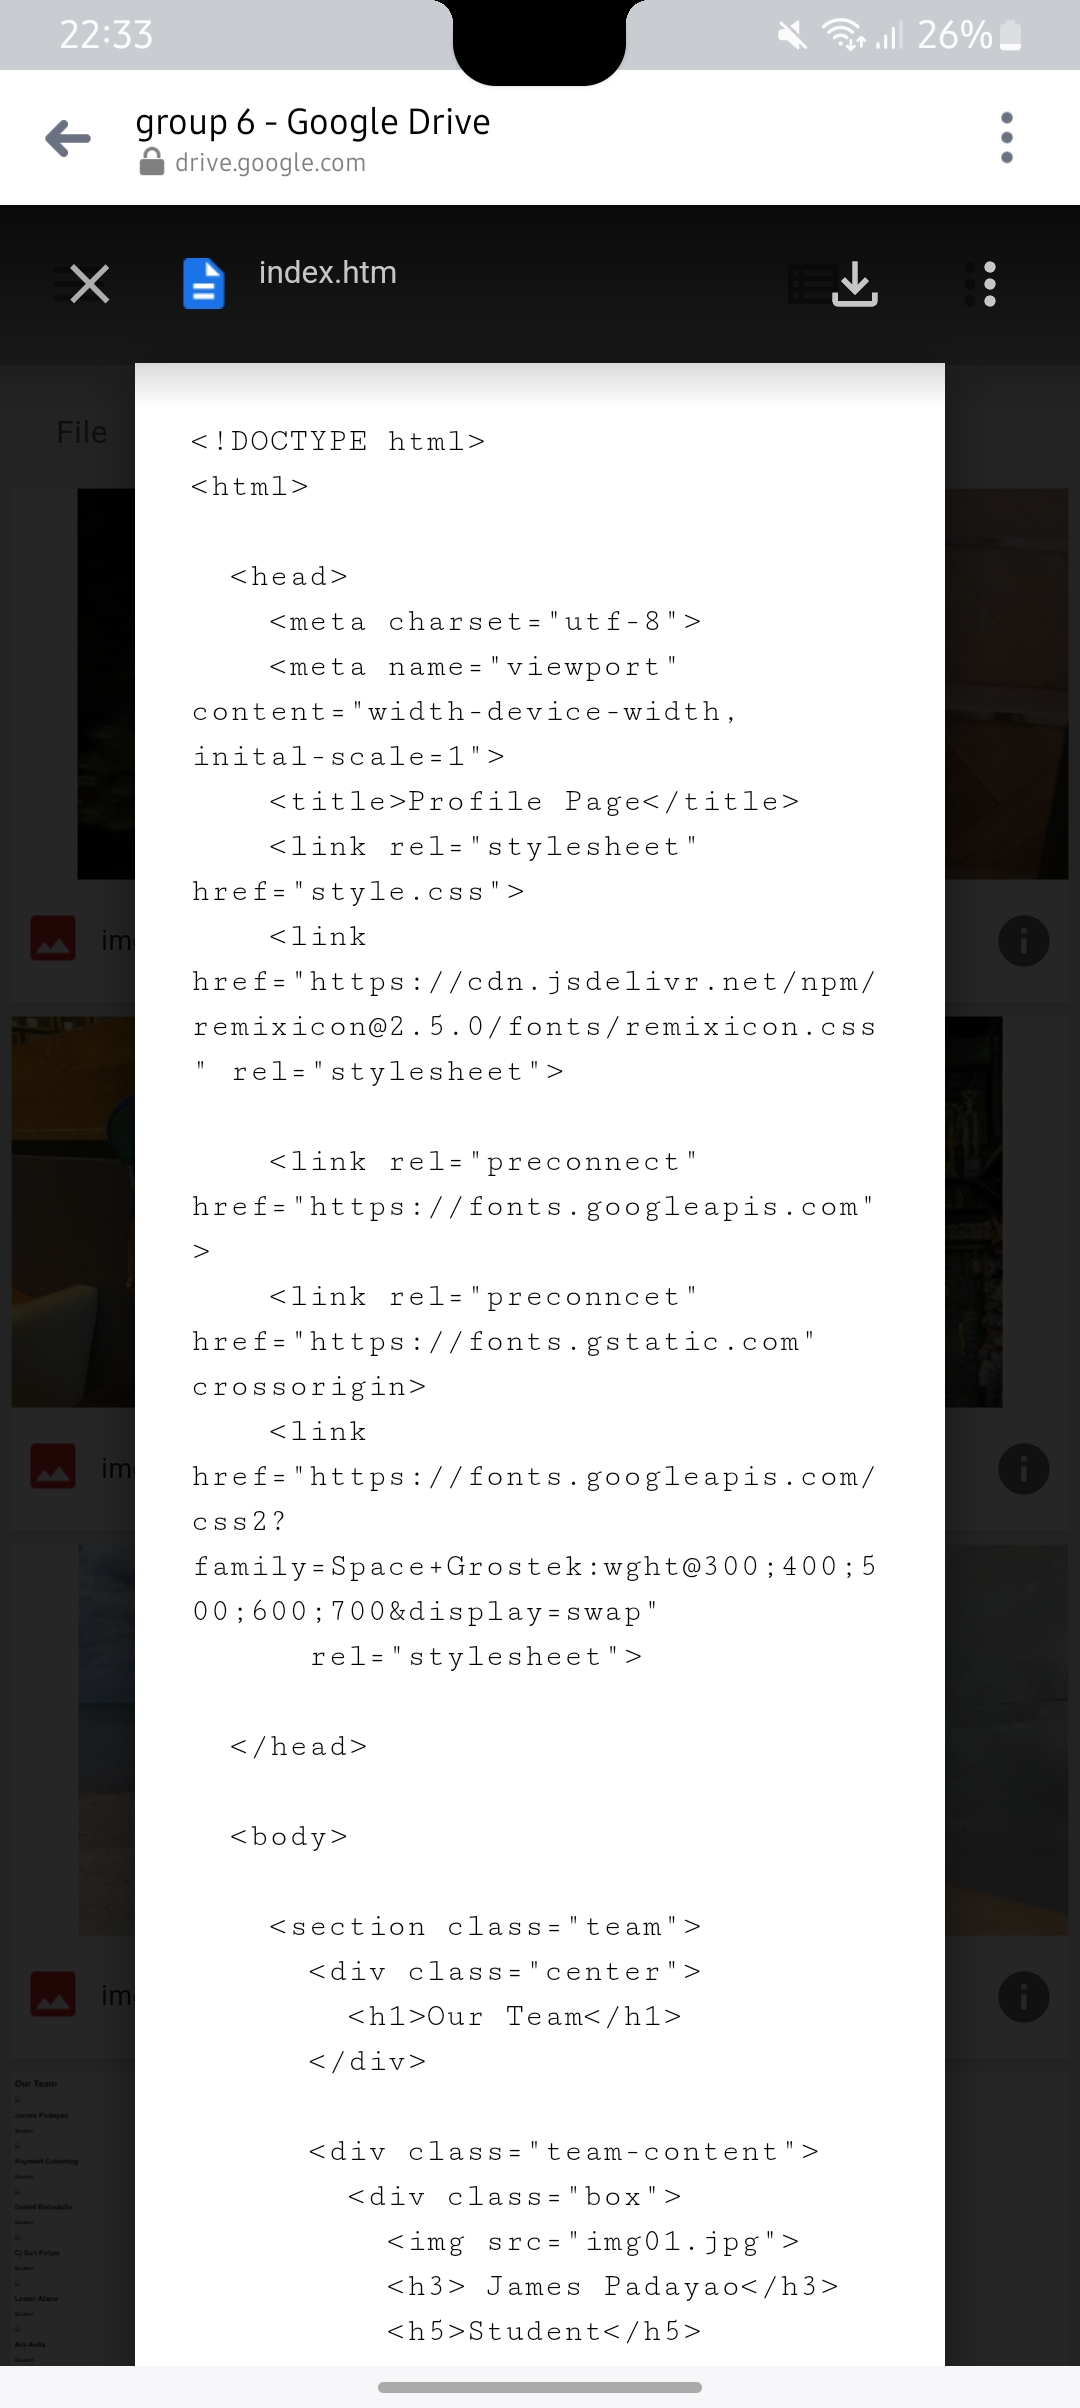 22:33
26%
group 6 - Google Drive
drive.google.com
index.htm
File
<!DOCTYPE html>
<html>
<head>
<meta charset="utf-8">
<meta name="viewport"
content="width-device-width,
inital-scale=1">
<title>Profile Page</title>
<link rel="stylesheet"
href="style.css">
<link
href="https://cdn.jsdelivr.net/npm/
remixicon@2.5.0/fonts/remixicon.css
" rel="stylesheet">
<link rel="preconnect"
href="https://fonts.googleapis.com"
>
<link rel="preconncet"
href="https://fonts.gstatic.com"
crossorigin>
<link
href="https://fonts.googleapis.com/
css2?
family=Space+Grostek:wght@300;400;5
00;600;700&display=swap"
rel="stylesheet">
</head>
<body>
<section class="team">
<div class="center">
<h1>Our Team</h1>
</div>
<div class="team-content">
<div class="box">
<img src="img01.jpg">
<h3> James Padayao</h3>
<h5>Student</h5>
im
im
im
Our Team
James Padayao